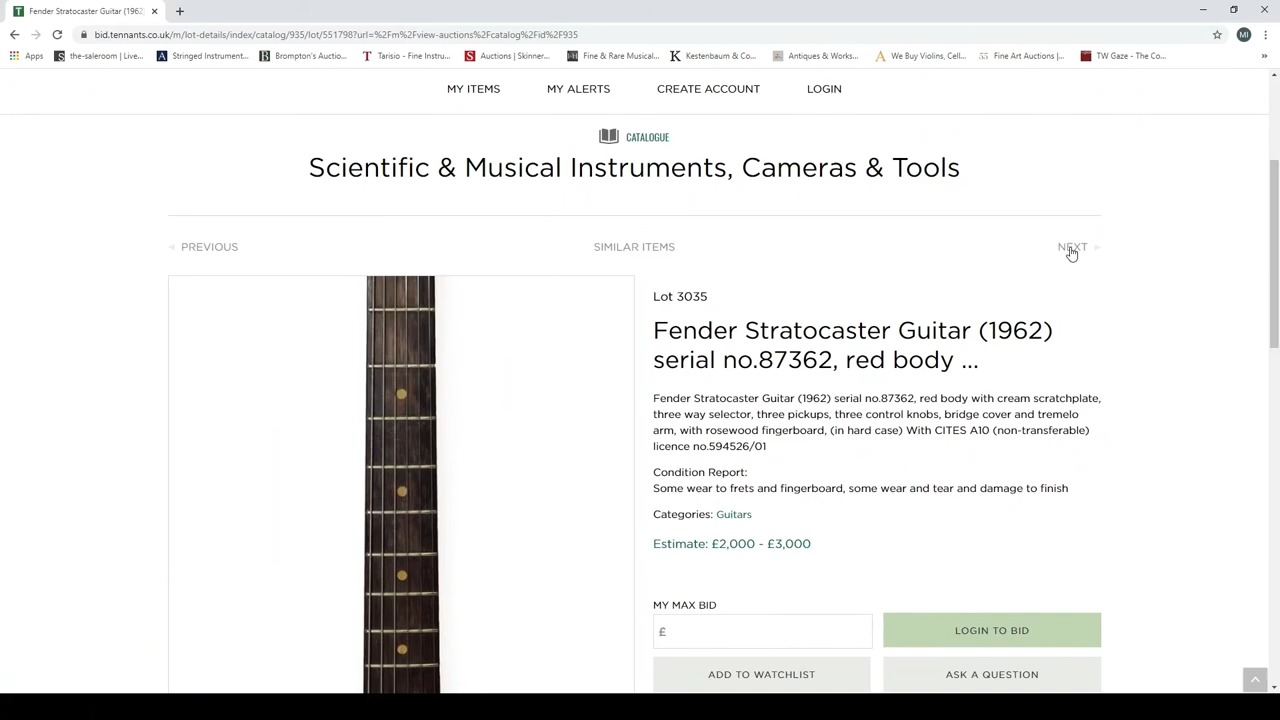 Fender Stratocaster Guitar (1962)
bid.tennants.co.uk/m/lot-details/index/catalog/935/lot/551798?url=%2Fm%2Fview-auctions%2Fcatalog%2Fid%2F935
MI
Apps
the-saleroom | Live...
Stringed Instrument...
Brompton's Auctio...
Tarisio - Fine Instru...
Auctions | Skinner...
Fine & Rare Musical...
Kestenbaum & Co...
Antiques & Works...
We Buy Violins, Cell...
Fine Art Auctions |...
TW Gaze - The Co...
MY ITEMS
MY ALERTS
CREATE ACCOUNT
LOGIN
CATALOGUE
Scientific & Musical Instruments, Cameras & Tools
PREVIOUS
SIMILAR ITEMS
NEXT
Lot 3035
Fender Stratocaster Guitar (1962)
serial no.87362, red body ...
Fender Stratocaster Guitar (1962) serial no.87362, red body with cream scratchplate,
three way selector, three pickups, three control knobs, bridge cover and tremelo
arm, with rosewood fingerboard, (in hard case) With CITES A10 (non-transferable)
licence no.594526/01
Condition Report:
Some wear to frets and fingerboard, some wear and tear and damage to finish
Categories: Guitars
Estimate: £2,000 - £3,000
MY MAX BID
£
LOGIN TO BID
ADD TO WATCHLIST
ASK A QUESTION